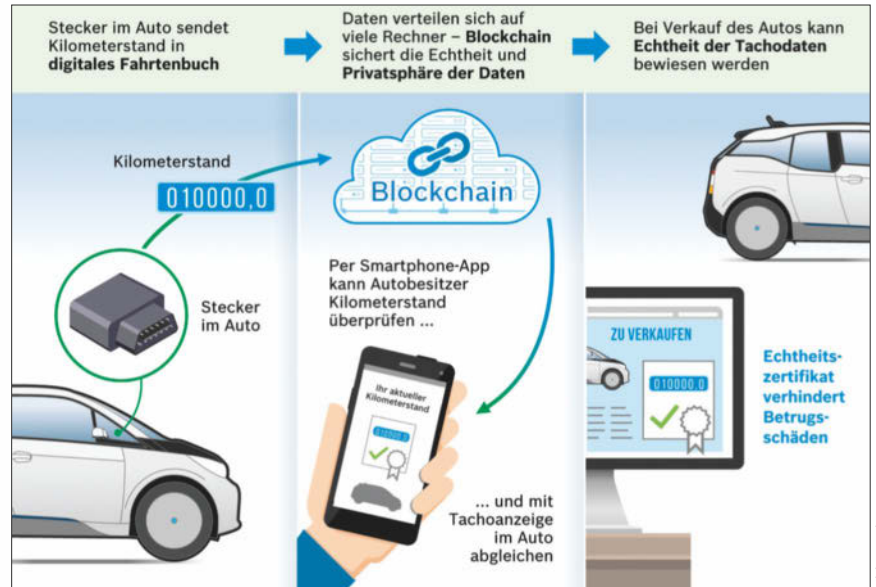 Stecker im Auto sendet
Kilometerstand in
digitales Fahrtenbuch
Daten verteilen sich auf
viele Rechner – Blockchain
sichert die Echtheit und
Privatsphäre der Daten
Bei Verkauf des Autos kann
Echtheit der Tachodaten
bewiesen werden
Kilometerstand
010000,0
Stecker
im Auto
Blockchain
Per Smartphone-App
kann Autobesitzer
Kilometerstand
überprüfen ...
Ihr aktueller
Kilometerstand
010000,0
... und mit
Tachoanzeige
im Auto
abgleichen
ZU VERKAUFEN
010000,0
Echtheits-
zertifikat
verhindert
Betrugs-
schäden